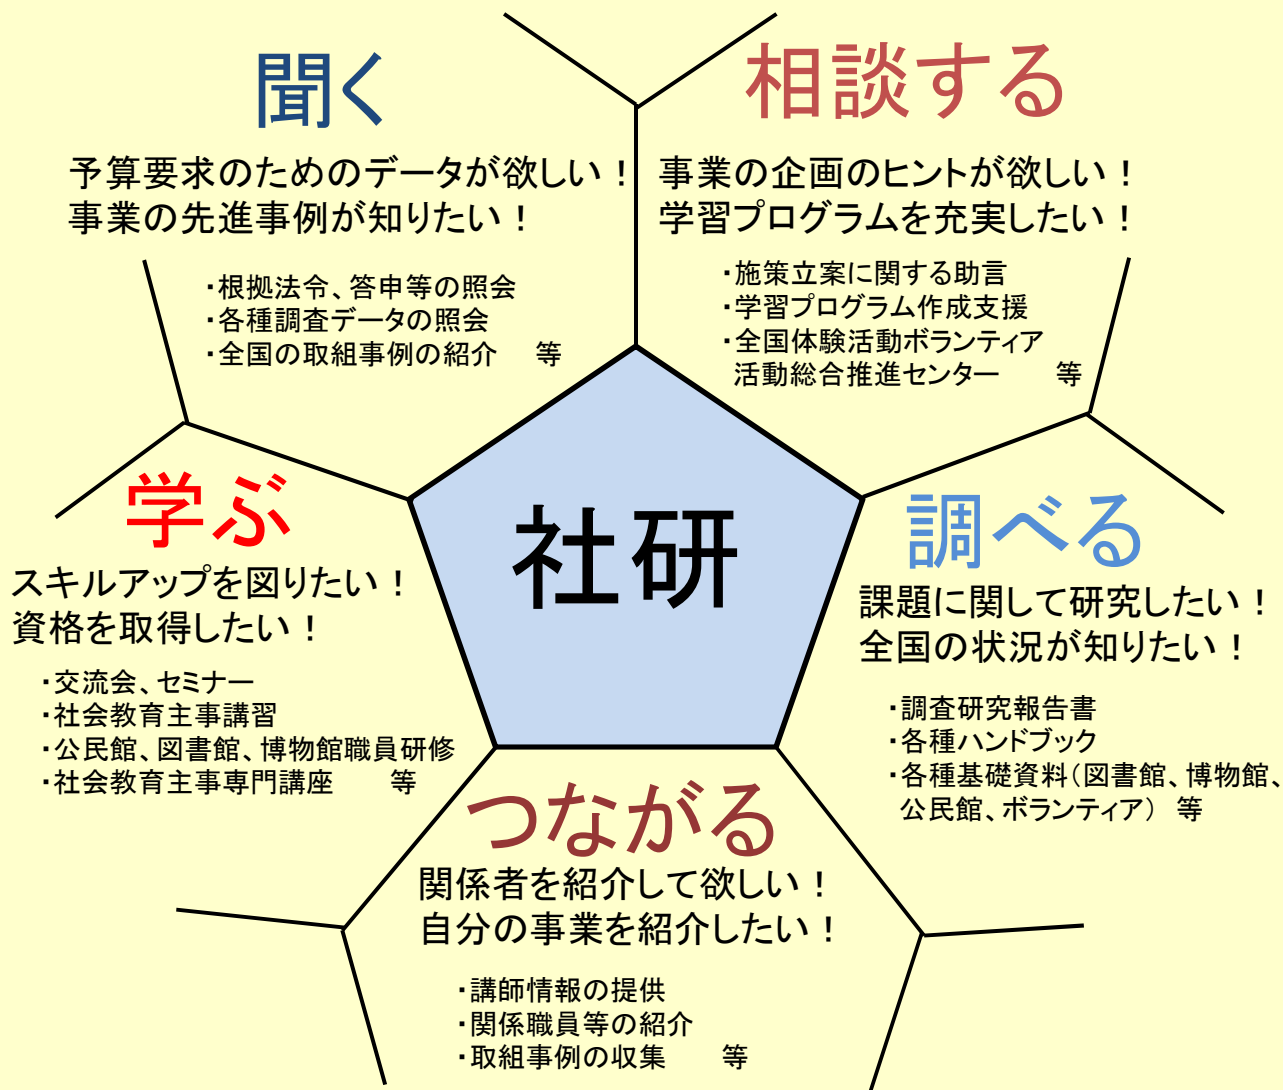 聞く
予算要求のためのデータが欲しい！
事業の先進事例が知りたい！
・根拠法令、答申等の照会
・各種調査データの照会
・全国の取組事例の紹介　等
相談する
事業の企画のヒントが欲しい！
学習プログラムを充実したい！
・施策立案に関する助言
・学習プログラム作成支援
・全国体験活動ボランティア
活動総合推進センター　　等
学ぶ
スキルアップを図りたい！
資格を取得したい！
・交流会、セミナー
・社会教育主事講習
・公民館、図書館、博物館職員研修
・社会教育主事専門講座　　等
社研
調べる
課題に関して研究したい！
全国の状況が知りたい！
・調査研究報告書
・各種ハンドブック
・各種基礎資料（図書館、博物館、
公民館、ボランティア）　等
つながる
関係者を紹介して欲しい！
自分の事業を紹介したい！
・講師情報の提供
・関係職員等の紹介
・取組事例の収集　　等